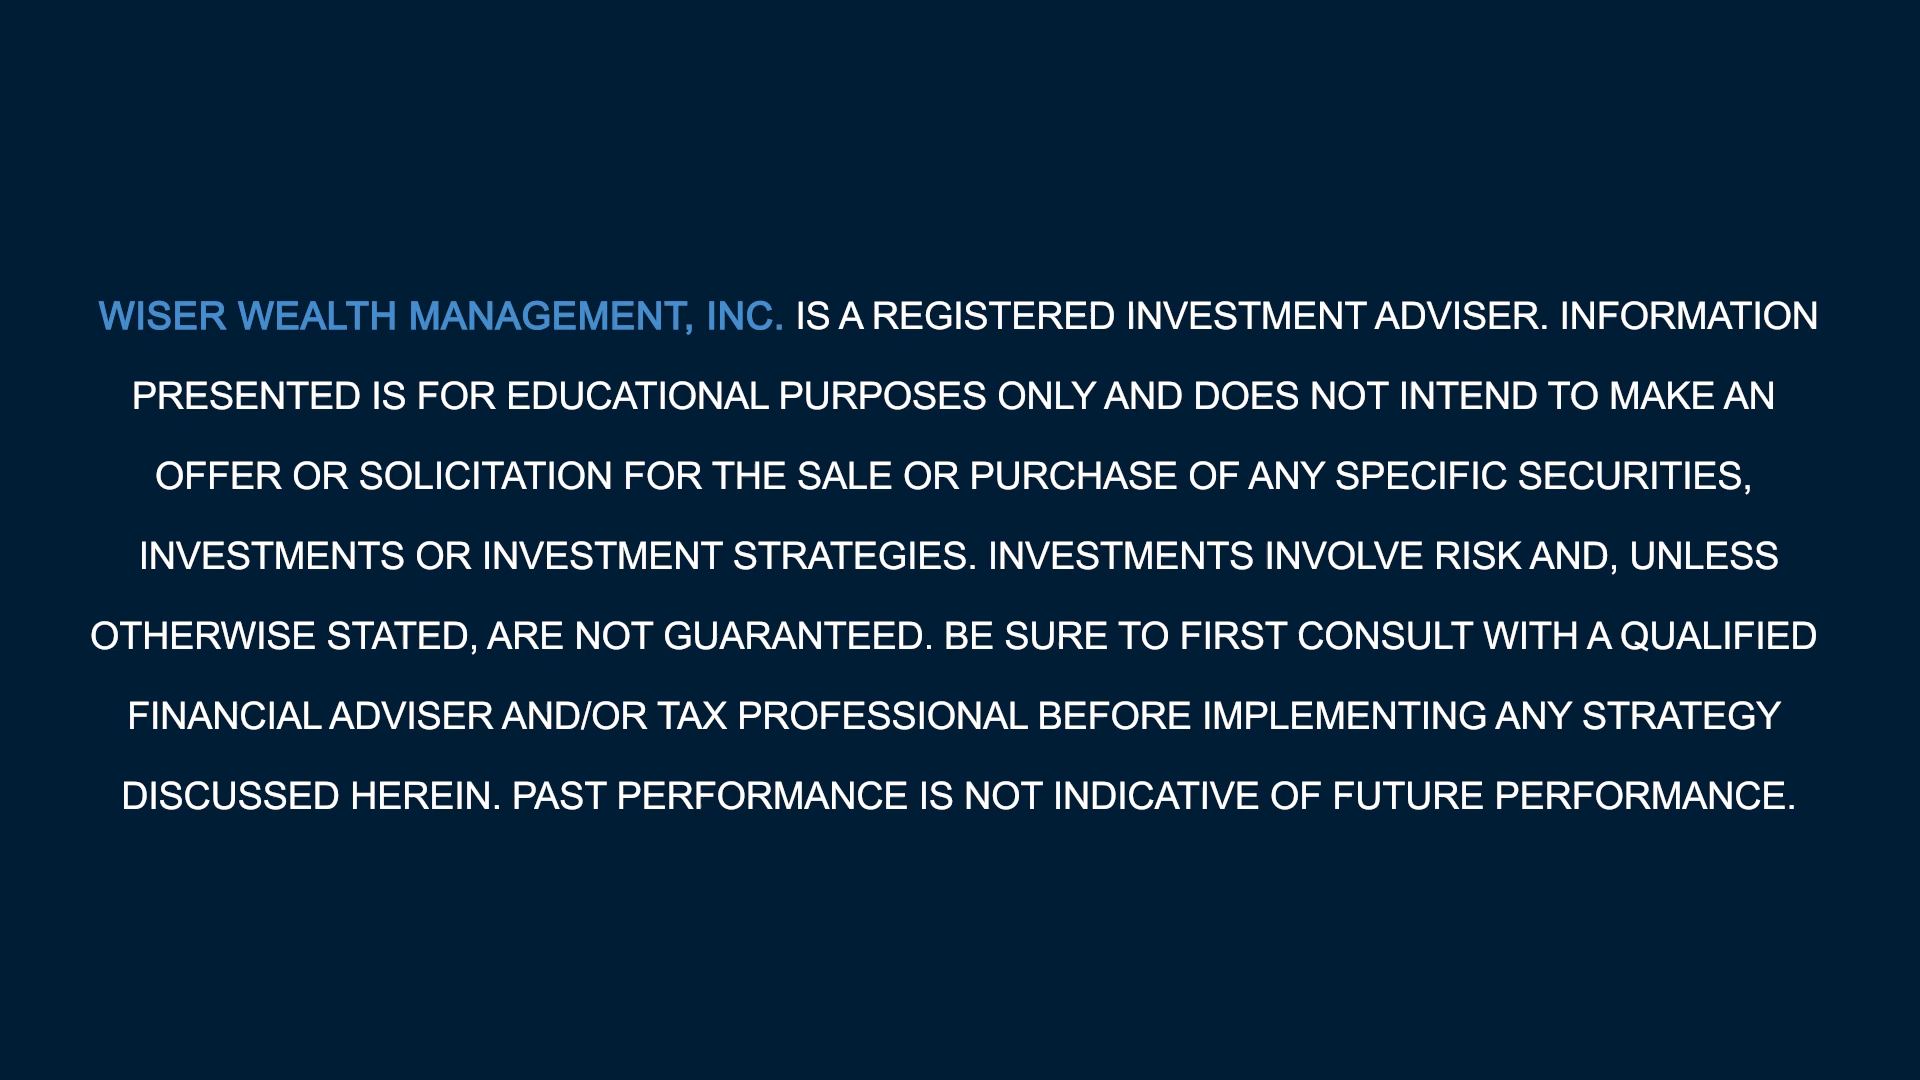 WISER WEALTH MANAGEMENT, INC. IS A REGISTERED INVESTMENT ADVISER. INFORMATION
PRESENTED IS FOR EDUCATIONAL PURPOSES ONLY AND DOES NOT INTEND TO MAKE AN
OFFER OR SOLICITATION FOR THE SALE OR PURCHASE OF ANY SPECIFIC SECURITIES,
INVESTMENTS OR INVESTMENT STRATEGIES. INVESTMENTS INVOLVE RISK AND, UNLESS
OTHERWISE STATED, ARE NOT GUARANTEED. BE SURE TO FIRST CONSULT WITH A QUALIFIED
FINANCIAL ADVISER AND/OR TAX PROFESSIONAL BEFORE IMPLEMENTING ANY STRATEGY
DISCUSSED HEREIN. PAST PERFORMANCE IS NOT INDICATIVE OF FUTURE PERFORMANCE.